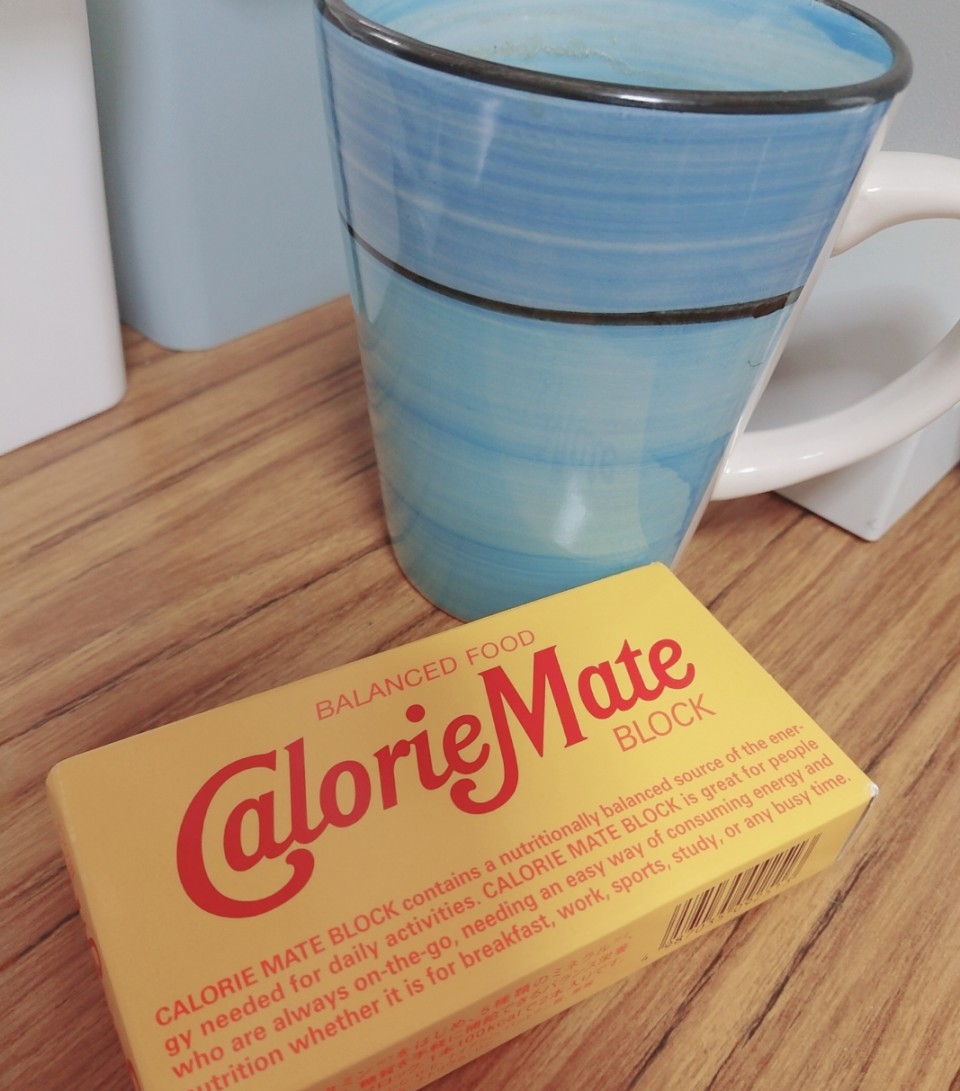 BALANCED FOOD
CalorieMate
BLOCK
CALORIE MATE BLOCK contains a nutritionally balanced source of the ener-
gy needed for daily activities. CALORIE MATE BLOCK is great for people
who are always on-the-go, needing an easy way of consuming energy and
nutrition whether it is for breakfast, work, sports, study, or any busy time.